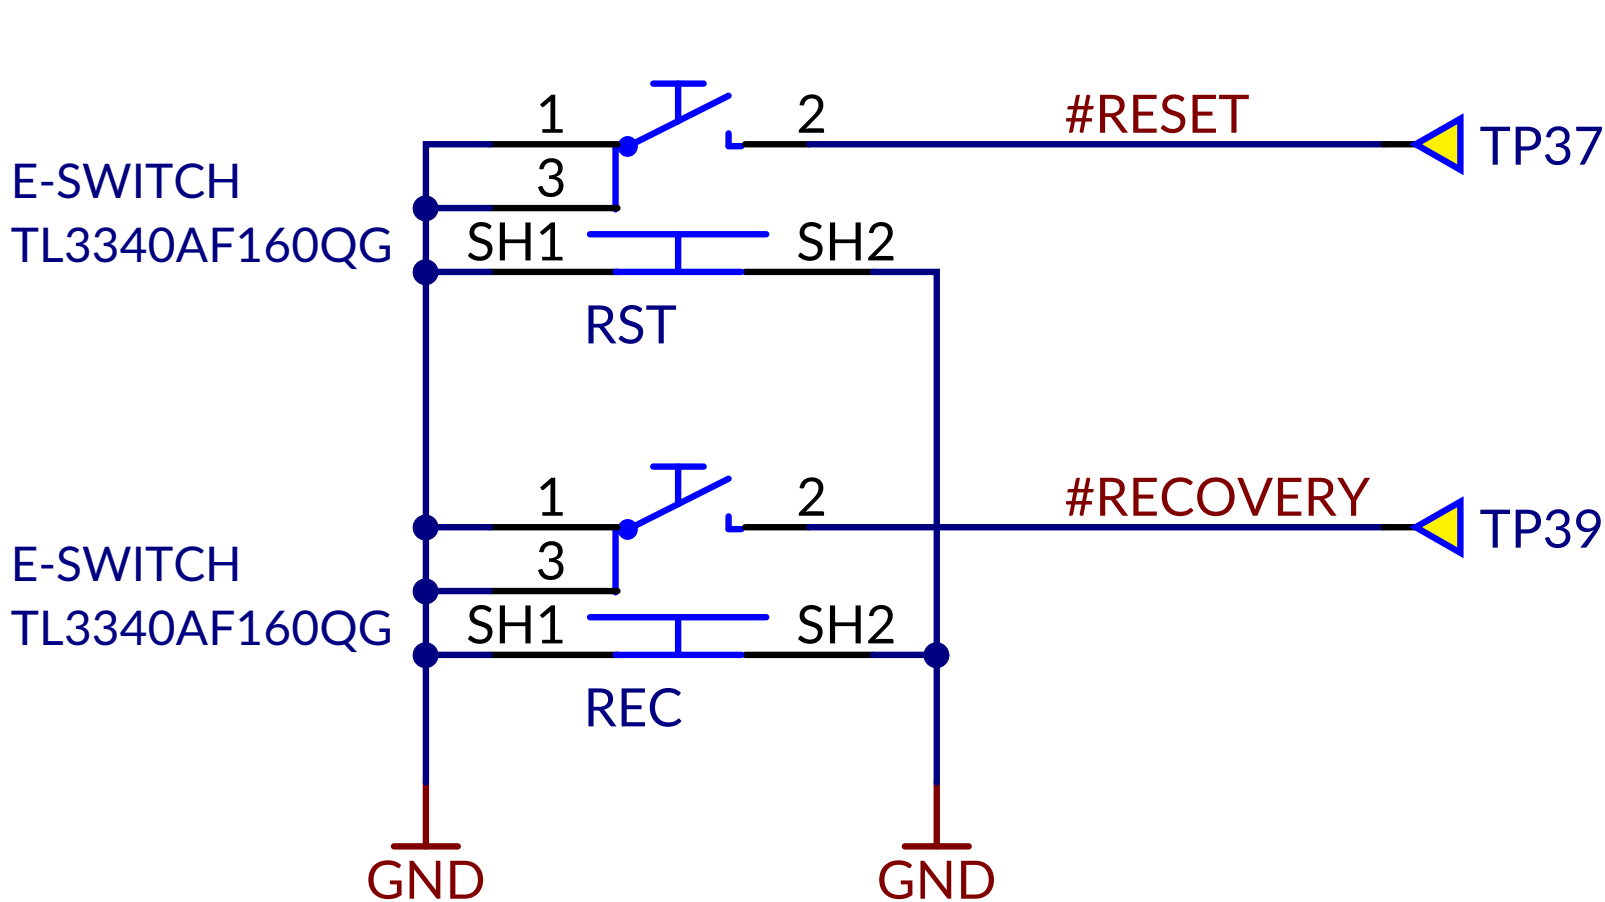 1
2
#RESET
TP37
E-SWITCH
TL3340AF160QG
3
SH1
SH2
RST
1
2
#RECOVERY
TP39
E-SWITCH
TL3340AF160QG
3
SH1
SH2
REC
GND
GND